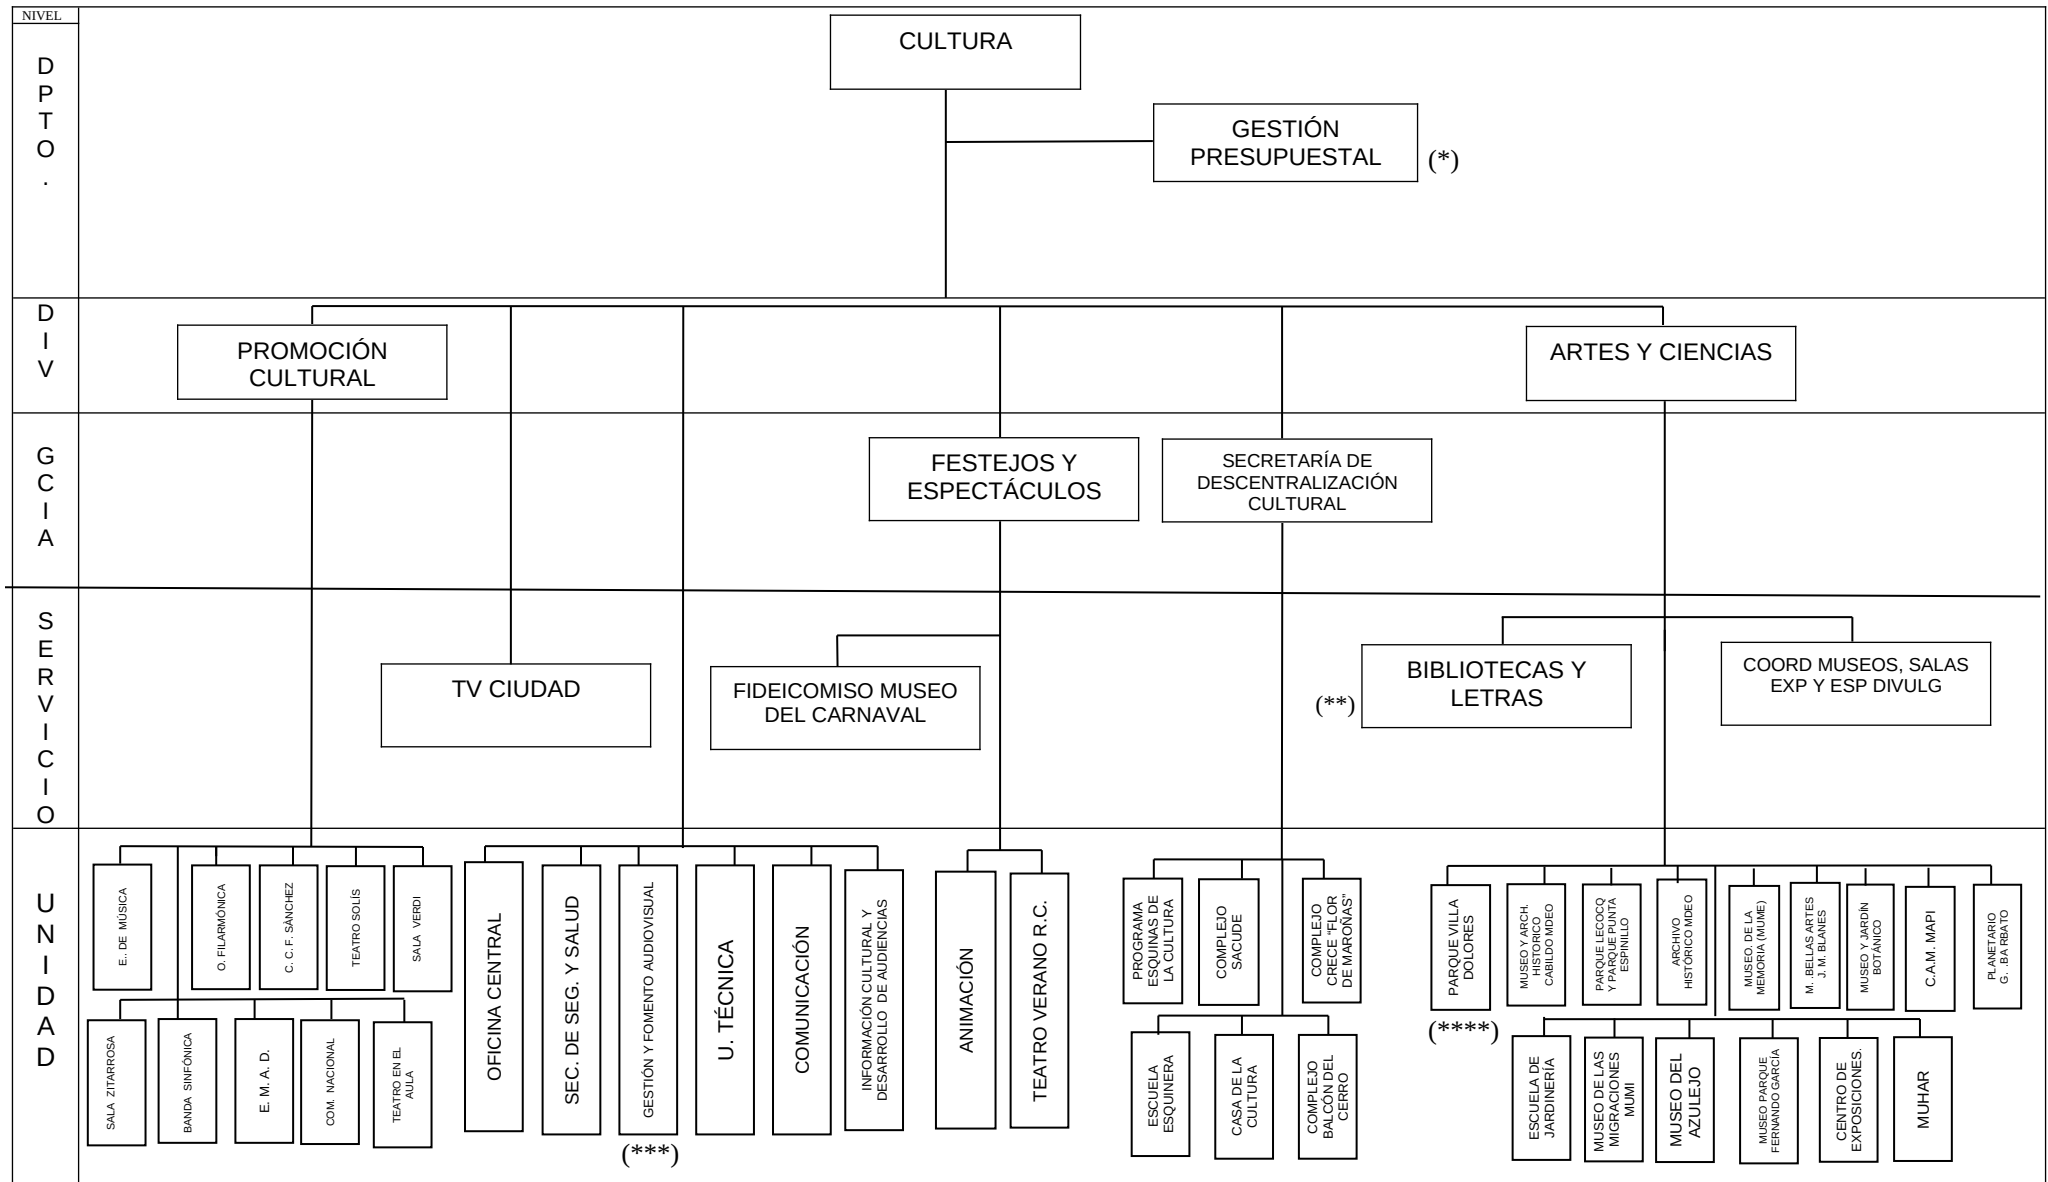 NIVEL
DPTO.
CULTURA
GESTIÓN
PRESUPUESTAL
(*)
DIV
PROMOCIÓN
CULTURAL
ARTES Y CIENCIAS
GCIA
FESTEJOS Y
ESPECTÁCULOS
SECRETARÍA DE
DESCENTRALIZACIÓN
CULTURAL
SERVICIO
TV CIUDAD
FIDEICOMISO MUSEO
DEL CARNAVAL
(**)
BIBLIOTECAS Y
LETRAS
COORD MUSEOS, SALAS
EXP Y ESP DIVULG
UNIDAD
E.. DE MÚSICA
O. FILARMÓNICA
C. C. F. SÁNCHEZ
TEATRO SOLÍS
SALA VERDI
SALA ZITARROSA
BANDA SINFÓNICA
E. M. A. D.
COM. NACIONAL
TEATRO EN EL
AULA
OFICINA CENTRAL
SEC. DE SEG. Y SALUD
GESTIÓN Y FOMENTO AUDIOVISUAL
(***)
U. TÉCNICA
COMUNICACIÓN
INFORMACIÓN CULTURAL Y
DESARROLLO DE AUDIENCIAS
ANIMACIÓN
TEATRO VERANO R.C.
PROGRAMA
ESQUINAS DE
LA CULTURA
COMPLEJO
SACUDE
COMPLEJO
CRECE “FLOR
DE MAROÑAS”
ESCUELA
ESQUINERA
CASA DE LA
CULTURA
COMPLEJO
BALCÓN DEL
CERRO
PARQUE VILLA
DOLORES
(****)
MUSEO Y ARCH.
HISTORICO
CABILDO MDEO
PARQUE LECOCQ
Y PARQUE PUNTA
ESPINILLO
ARCHIVO
HISTÓRICO MDEO
MUSEO DE LA
MEMORIA (MUME)
M. .BELLAS ARTES
J. M. BLANES
MUSEO Y JARDÍN
BOTÁNICO
C.A.M. MAPI
PLANETARIO
G. .BA RBATO
ESCUELA DE
JARDINERÍA
MUSEO DE LAS
MIGRACIONES
MUMI
MUSEO DEL
AZULEJO
MUSEO PARQUE
FERNANDO GARCÍA
CENTRO DE
EXPOSICIONES.
MUHAR